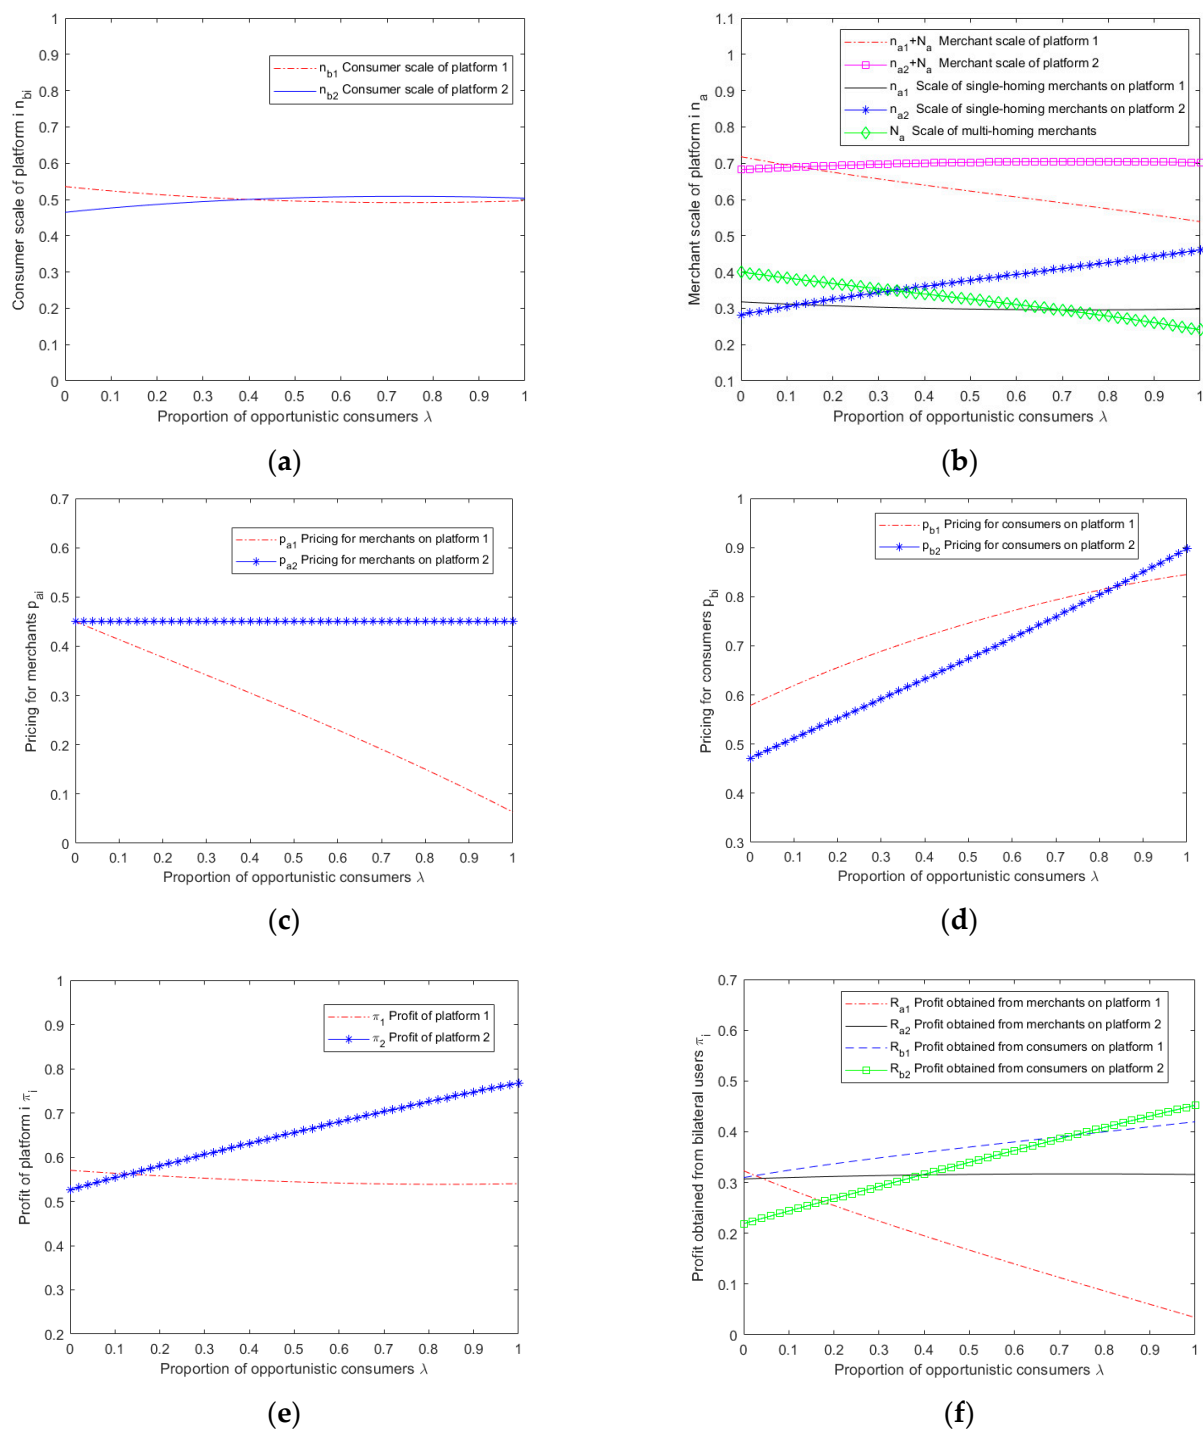 n_b1 Consumer scale of platform 1
n_b2 Consumer scale of platform 2
Consumer scale of platform i n_bi
1
0.9
0.8
0.7
0.6
0.5
0.4
0.3
0.2
0.1
0
0 0.1 0.2 0.3 0.4 0.5 0.6 0.7 0.8 0.9 1
Proportion of opportunistic consumers λ
(a)
n_a1+N_a Merchant scale of platform 1
n_a2+N_a Merchant scale of platform 2
n_a1 Scale of single-homing merchants on platform 1
n_a2 Scale of single-homing merchants on platform 2
N_a Scale of multi-homing merchants
Merchant scale of platform i n_a
1.1
1
0.9
0.8
0.7
0.6
0.5
0.4
0.3
0.2
0.1
0 0.1 0.2 0.3 0.4 0.5 0.6 0.7 0.8 0.9 1
Proportion of opportunistic consumers λ
(b)
p_a1 Pricing for merchants on platform 1
p_a2 Pricing for merchants on platform 2
Pricing for merchants p_ai
0.7
0.6
0.5
0.4
0.3
0.2
0.1
0
0 0.1 0.2 0.3 0.4 0.5 0.6 0.7 0.8 0.9 1
Proportion of opportunistic consumers λ
(c)
p_b1 Pricing for consumers on platform 1
p_b2 Pricing for consumers on platform 2
Pricing for consumers p_bi
1
0.9
0.8
0.7
0.6
0.5
0.4
0.3
0 0.1 0.2 0.3 0.4 0.5 0.6 0.7 0.8 0.9 1
Proportion of opportunistic consumers λ
(d)
π_1 Profit of platform 1
π_2 Profit of platform 2
Profit of platform i π_i
1
0.9
0.8
0.7
0.6
0.5
0.4
0.3
0.2
0 0.1 0.2 0.3 0.4 0.5 0.6 0.7 0.8 0.9 1
Proportion of opportunistic consumers λ
(e)
R_a1 Profit obtained from merchants on platform 1
R_a2 Profit obtained from merchants on platform 2
R_b1 Profit obtained from consumers on platform 1
R_b2 Profit obtained from consumers on platform 2
Profit obtained from bilateral users π_i
0.7
0.6
0.5
0.4
0.3
0.2
0.1
0
0 0.1 0.2 0.3 0.4 0.5 0.6 0.7 0.8 0.9 1
Proportion of opportunistic consumers λ
(f)